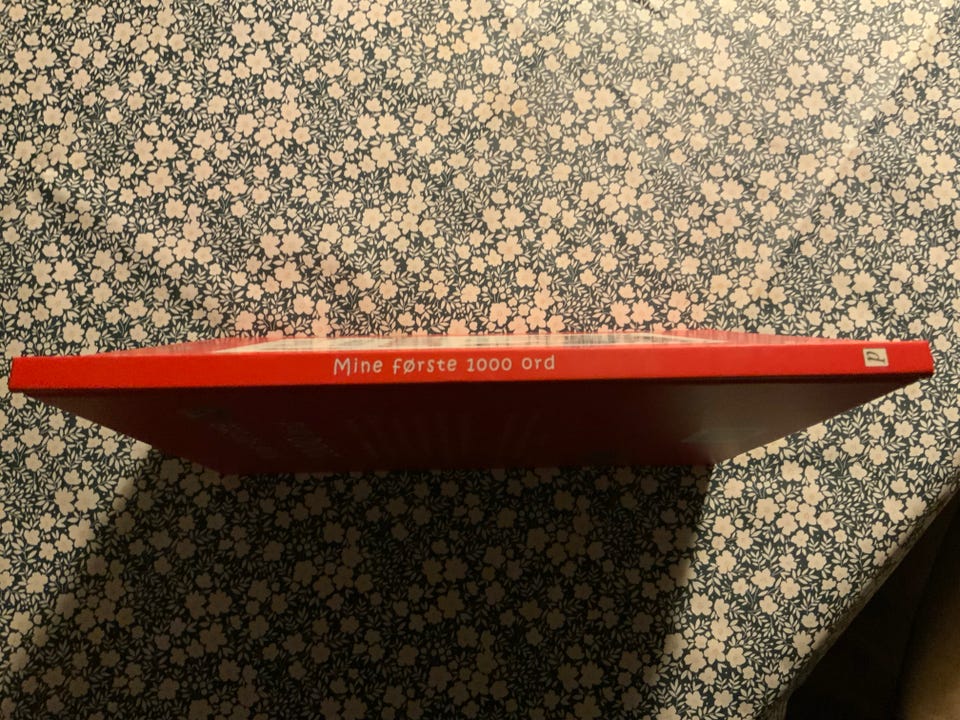 Mine første 1000 ord
P